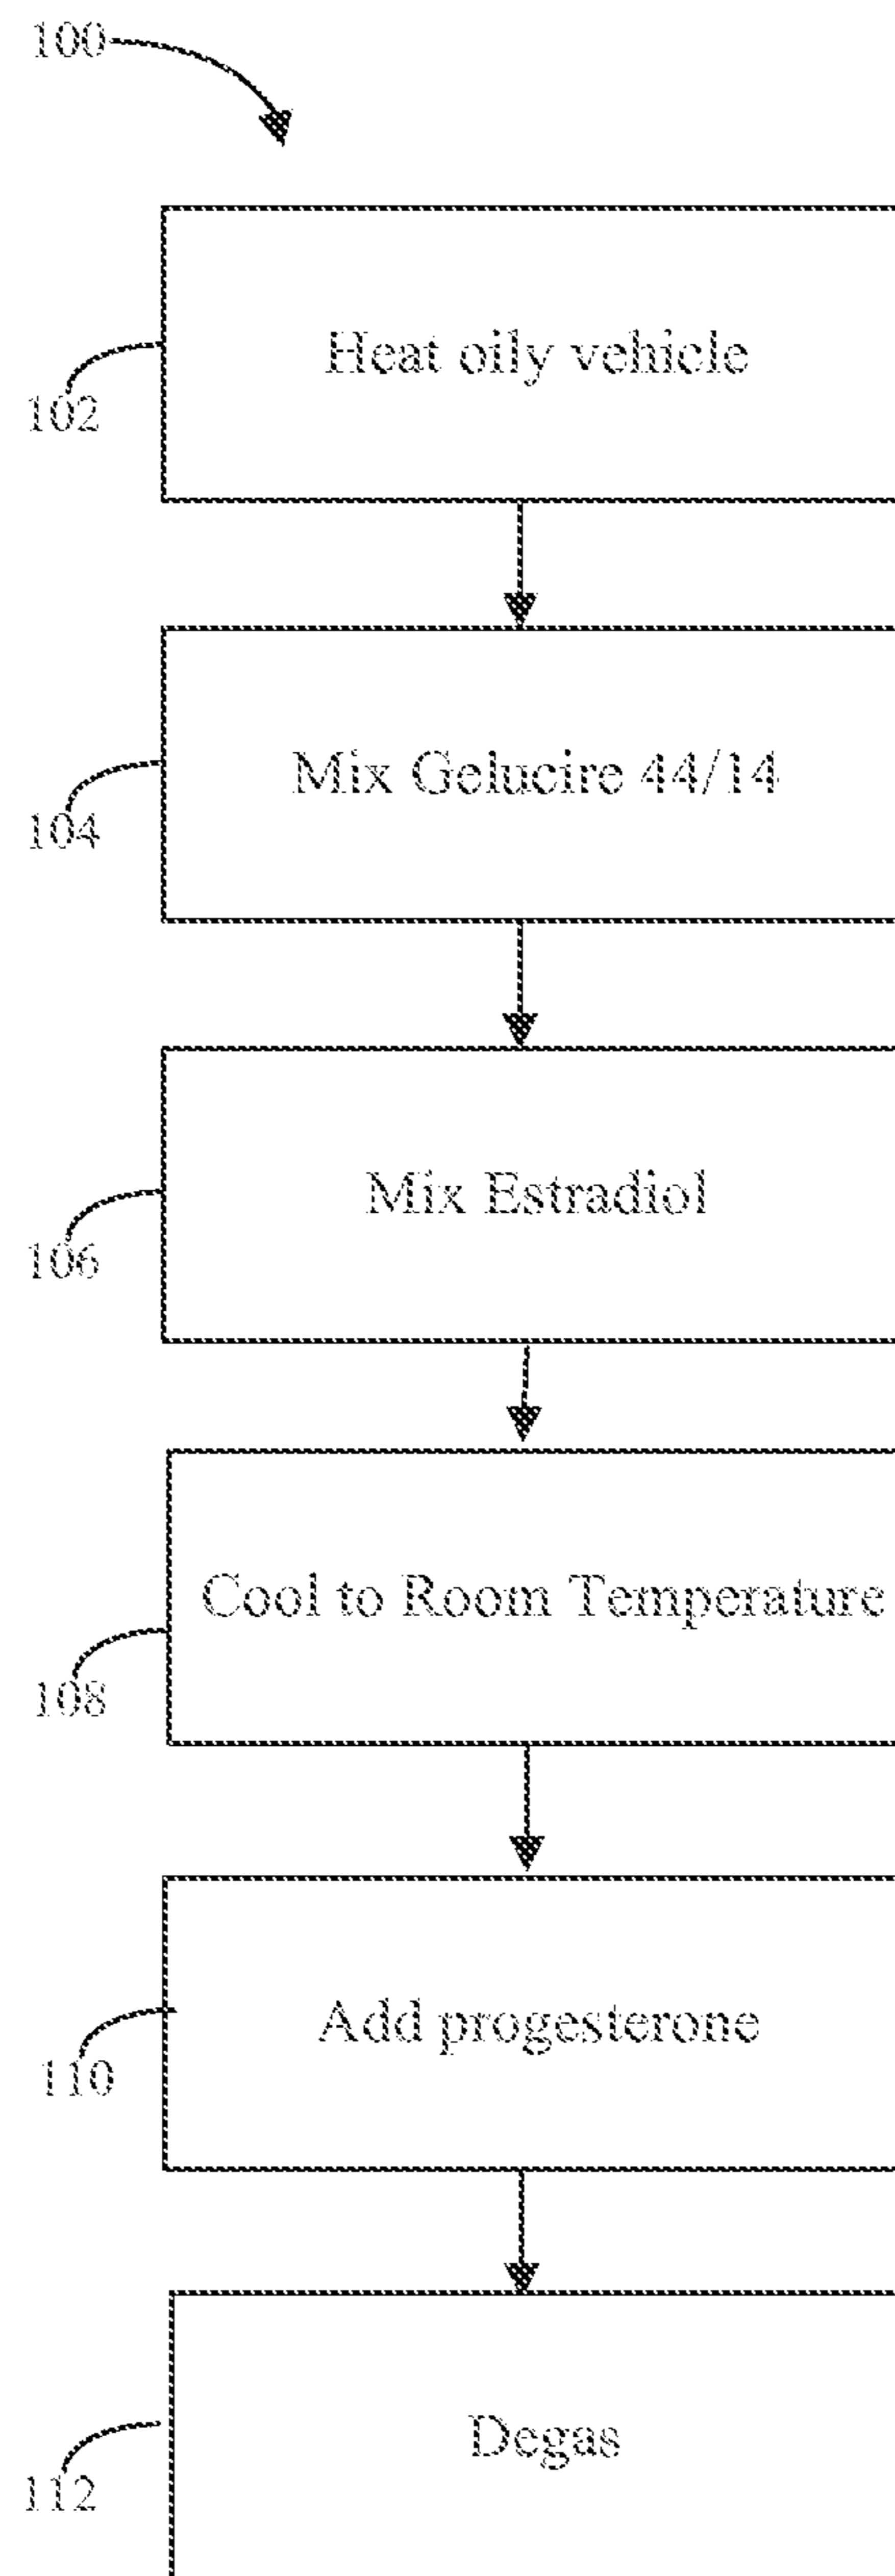 100
Heat oily vehicle
102
Mix Gelucire 44/14
104
Mix Estradiol
106
Cool to Room Temperature
108
Add progesterone
110
Degas
112